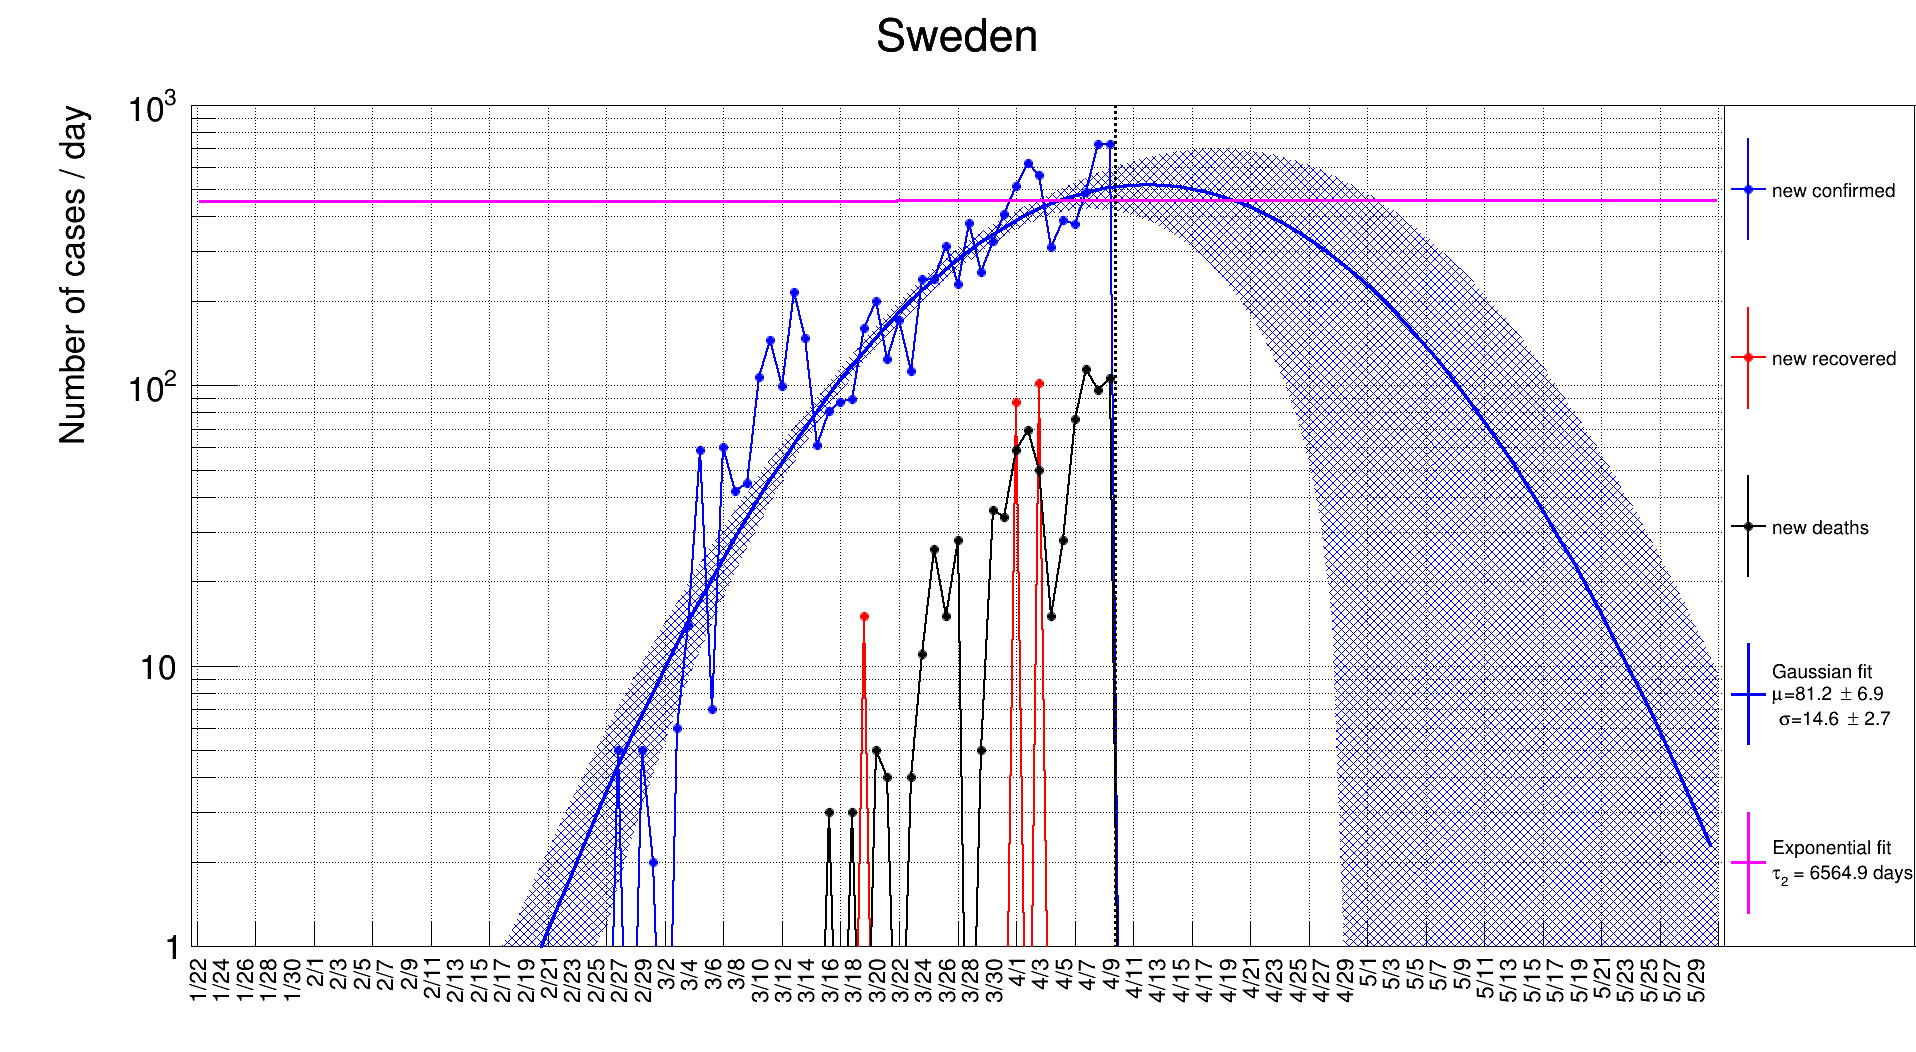 Sweden
Number of cases / day
10³
10²
10
1
1/22 1/24 1/26 1/28 1/30 2/1 2/3 2/5 2/7 2/9 2/11 2/13 2/15 2/17 2/19 2/21 2/23 2/25 2/27 2/29 3/2 3/4 3/6 3/8 3/10 3/12 3/14 3/16 3/18 3/20 3/22 3/24 3/26 3/28 3/30 4/1 4/3 4/5 4/7 4/9 4/11 4/13 4/15 4/17 4/19 4/21 4/23 4/25 4/27 4/29 5/1 5/3 5/5 5/7 5/9 5/11 5/13 5/15 5/17 5/19 5/21 5/23 5/25 5/27 5/29
new confirmed
new recovered
new deaths
Gaussian fit
μ=81.2 ± 6.9
σ=14.6 ± 2.7
Exponential fit
τ₂ = 6564.9 days